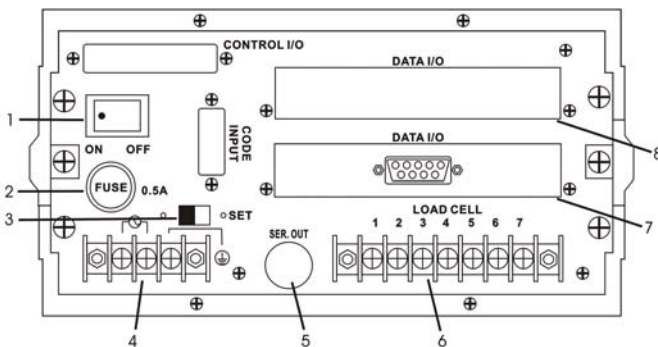 CONTROL I/O
DATA I/O
1
ON OFF
CODE INPUT
8
DATA I/O
2
FUSE
0.5A
3
SET
LOAD CELL
7
SER. OUT
1 2 3 4 5 6 7
4
5
6